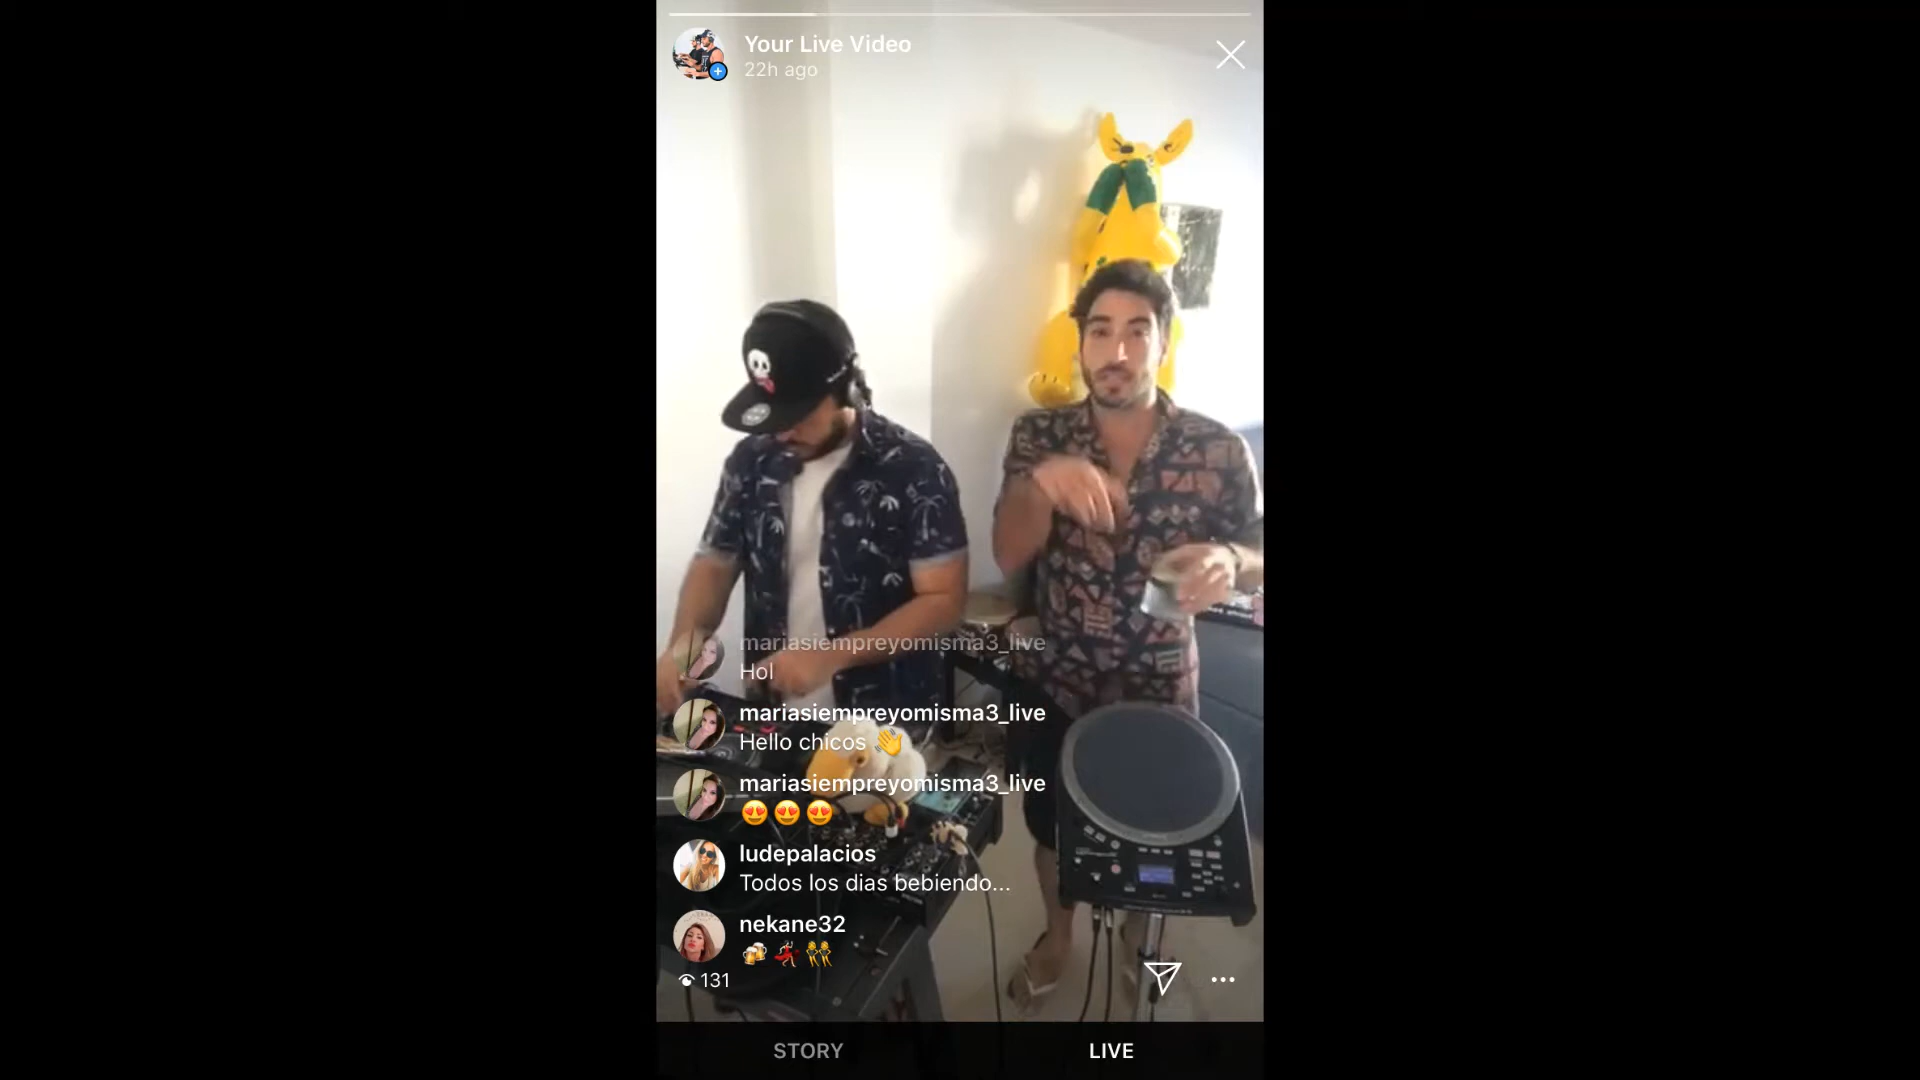 Your Live Video
22h ago
mariasiempreyomisma3_live
Hol
mariasiempreyomisma3_live
Hello chicos 👋
mariasiempreyomisma3_live
😍😍😍
ludepalacios
Todos los dias bebiendo...
nekane32
🍻💃👯
131
STORY
LIVE